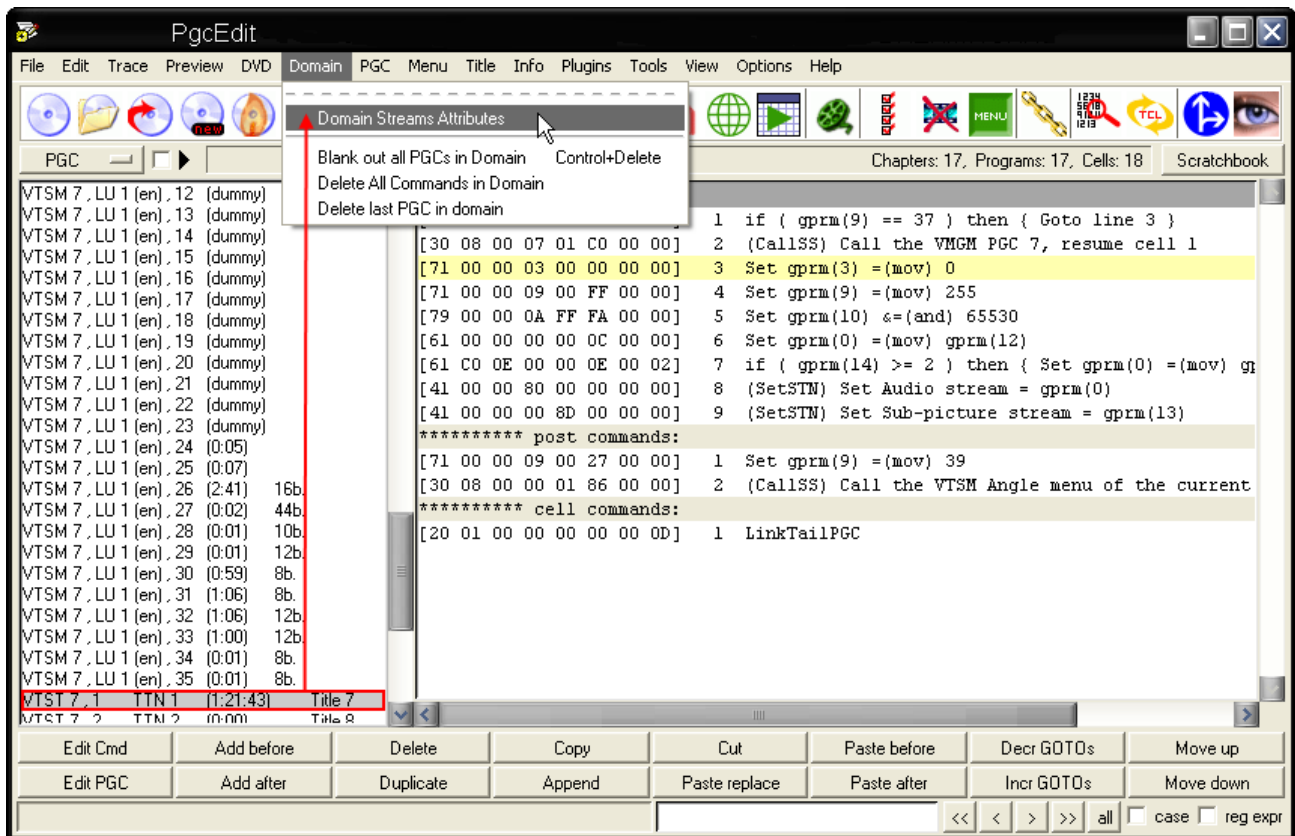 PgcEdit
File Edit Trace Preview DVD Domain PGC Menu Title Info Plugins Tools View Options Help
new
MENU
1234
TCL
Domain Streams Attributes
Blank out all PGCs in Domain Control+Delete
Delete All Commands in Domain
Delete last PGC in domain
PGC
Chapters: 17, Programs: 17, Cells: 18
Scratchbook
VTSM 7 , LU 1 (en) , 12 (dummy)
VTSM 7 , LU 1 (en) , 13 (dummy)
VTSM 7 , LU 1 (en) , 14 (dummy)
VTSM 7 , LU 1 (en) , 15 (dummy)
VTSM 7 , LU 1 (en) , 16 (dummy)
VTSM 7 , LU 1 (en) , 17 (dummy)
VTSM 7 , LU 1 (en) , 18 (dummy)
VTSM 7 , LU 1 (en) , 19 (dummy)
VTSM 7 , LU 1 (en) , 20 (dummy)
VTSM 7 , LU 1 (en) , 21 (dummy)
VTSM 7 , LU 1 (en) , 22 (dummy)
VTSM 7 , LU 1 (en) , 23 (dummy)
VTSM 7 , LU 1 (en) , 24 (0:05)
VTSM 7 , LU 1 (en) , 25 (0:07)
VTSM 7 , LU 1 (en) , 26 (2:41) 16b.
VTSM 7 , LU 1 (en) , 27 (0:02) 44b.
VTSM 7 , LU 1 (en) , 28 (0:01) 10b.
VTSM 7 , LU 1 (en) , 29 (0:01) 12b.
VTSM 7 , LU 1 (en) , 30 (0:59) 8b.
VTSM 7 , LU 1 (en) , 31 (1:06) 8b.
VTSM 7 , LU 1 (en) , 32 (1:06) 12b.
VTSM 7 , LU 1 (en) , 33 (1:00) 12b.
VTSM 7 , LU 1 (en) , 34 (0:01) 8b.
VTSM 7 , LU 1 (en) , 35 (0:01) 8b.
VTST 7 , 1 TTN 1 (1:21:43) Title 7
VTST 7 , 2 TTN 2 (0:00) Title 8
1 if ( gprm(9) == 37 ) then { Goto line 3 }
[30 08 00 07 01 C0 00 00] 2 (CallSS) Call the VMGM PGC 7, resume cell 1
[71 00 00 03 00 00 00 00] 3 Set gprm(3) =(mov) 0
[71 00 00 09 00 FF 00 00] 4 Set gprm(9) =(mov) 255
[79 00 00 0A FF FA 00 00] 5 Set gprm(10) &=(and) 65530
[61 00 00 00 00 0C 00 00] 6 Set gprm(0) =(mov) gprm(12)
[61 C0 0E 00 00 0E 00 02] 7 if ( gprm(14) >= 2 ) then { Set gprm(0) =(mov)
[41 00 00 80 00 00 00 00] 8 (SetSTN) Set Audio stream = gprm(0)
[41 00 00 00 8D 00 00 00] 9 (SetSTN) Set Sub-picture stream = gprm(13)
********** post commands:
[71 00 00 09 00 27 00 00] 1 Set gprm(9) =(mov) 39
[30 08 00 00 01 86 00 00] 2 (CallSS) Call the VTSM Angle menu of the current
********** cell commands:
[20 01 00 00 00 00 00 0D] 1 LinkTailPGC
Edit Cmd Add before Delete Copy Cut Paste before Decr GOTOs Move up
Edit PGC Add after Duplicate Append Paste replace Paste after Incr GOTOs Move down
<< < > >> all case reg expr